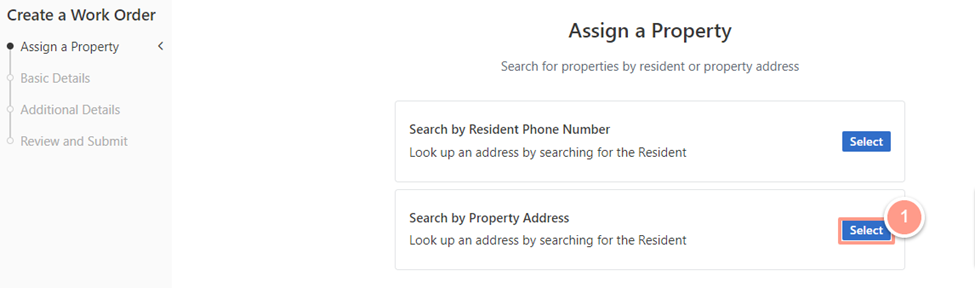 Create a Work Order
Assign a Property
Basic Details
Additional Details
Review and Submit
Assign a Property
Search for properties by resident or property address
Search by Resident Phone Number
Look up an address by searching for the Resident
Select
Search by Property Address
Look up an address by searching for the Resident
Select
1